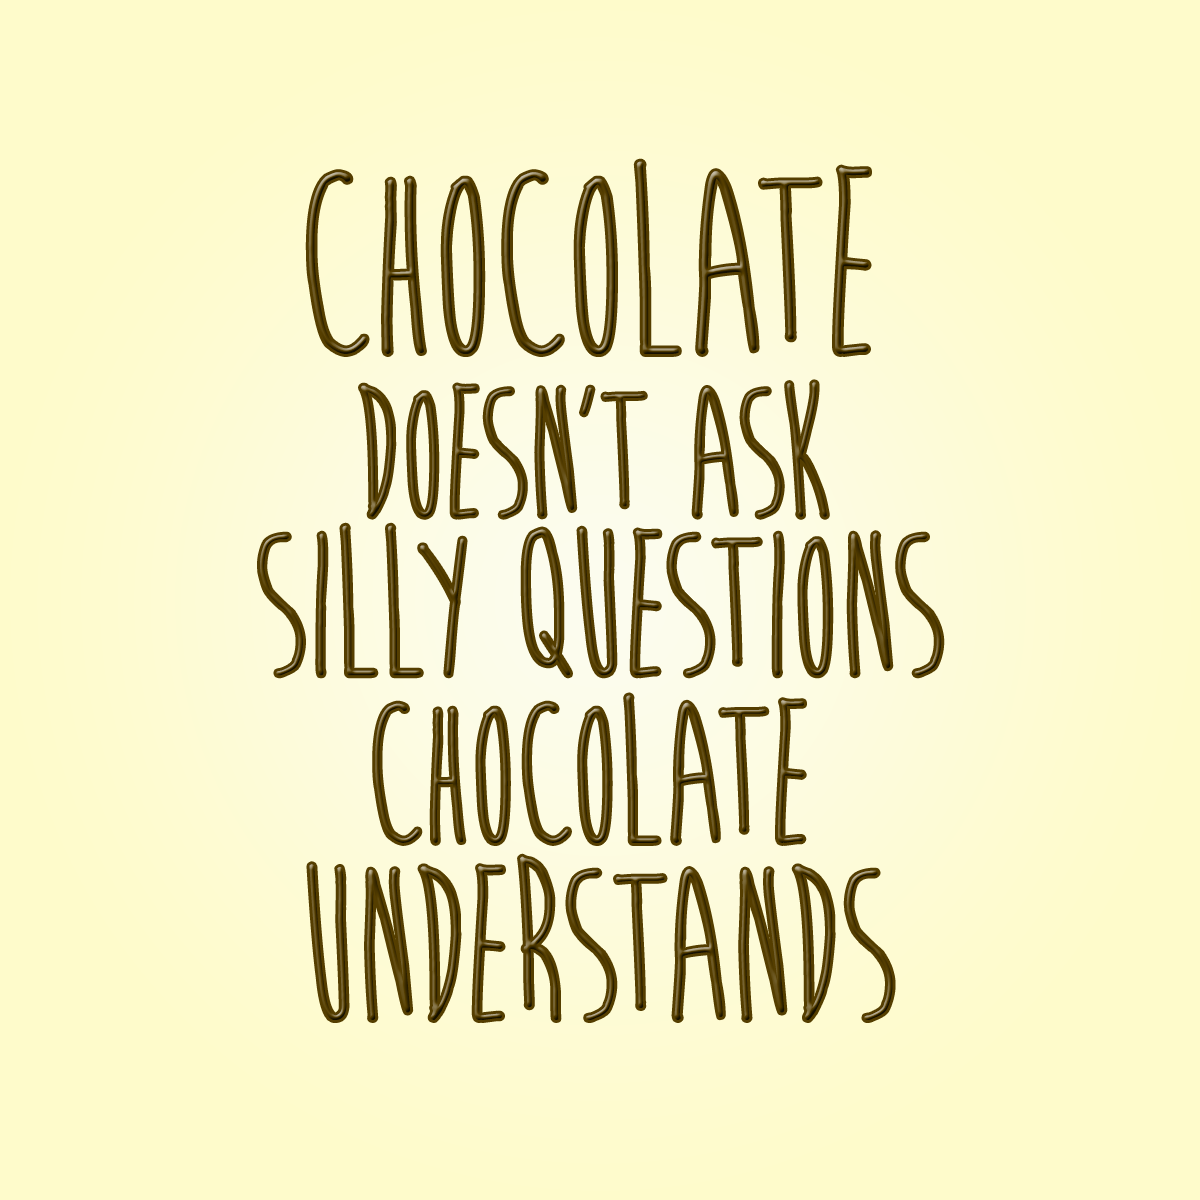 CHOCOLATE
DOESN'T ASK
SILLY QUESTIONS
CHOCOLATE
UNDERSTANDS